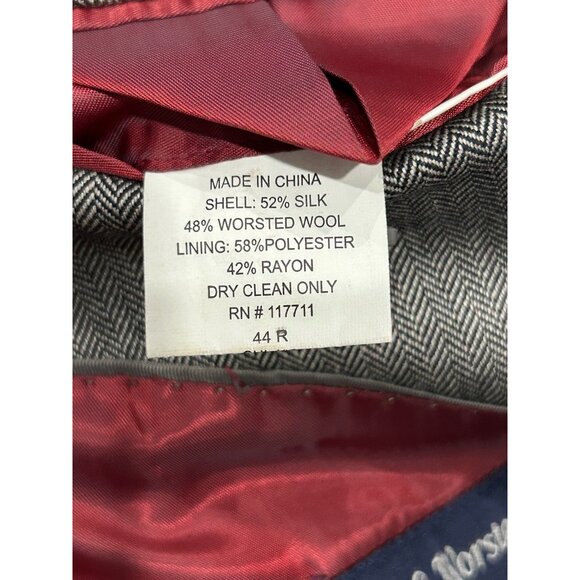 MADE IN CHINA
SHELL: 52% SILK
48% WORSTED WOOL
LINING: 58%POLYESTER
42% RAYON
DRY CLEAN ONLY
RN # 117711
44 R